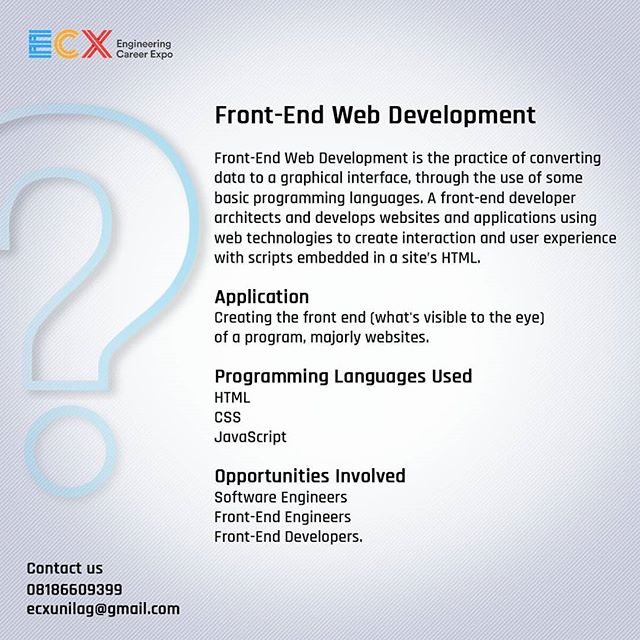 ECX Engineering
Career Expo
Front-End Web Development
Front-End Web Development is the practice of converting
data to a graphical interface, through the use of some
basic programming languages. A front-end developer
architects and develops websites and applications using
web technologies to create interaction and user experience
with scripts embedded in a site's HTML.
Application
Creating the front end (what's visible to the eye)
of a program, majorly websites.
Programming Languages Used
HTML
CSS
JavaScript
Opportunities Involved
Software Engineers
Front-End Engineers
Front-End Developers.
Contact us
08186609399
ecxunilag@gmail.com